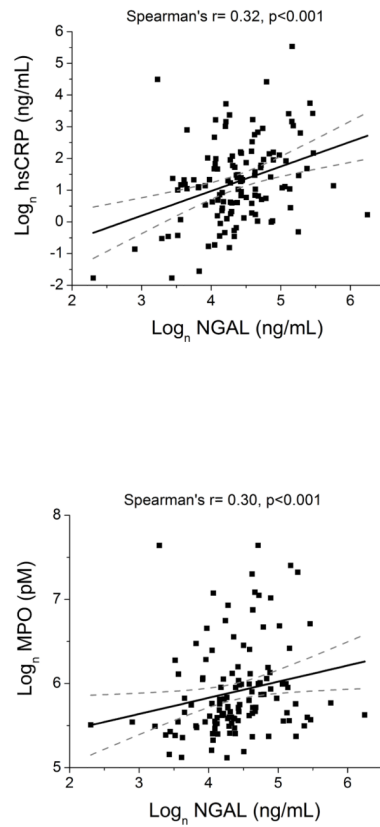 Spearman's r= 0.32, p<0.001
Logn hsCRP (ng/mL)
6
5
4
3
2
1
0
-1
-2
2 3 4 5 6
Logn NGAL (ng/mL)
Spearman's r= 0.30, p<0.001
Logn MPO (pM)
8
7
6
5
2 3 4 5 6
Logn NGAL (ng/mL)